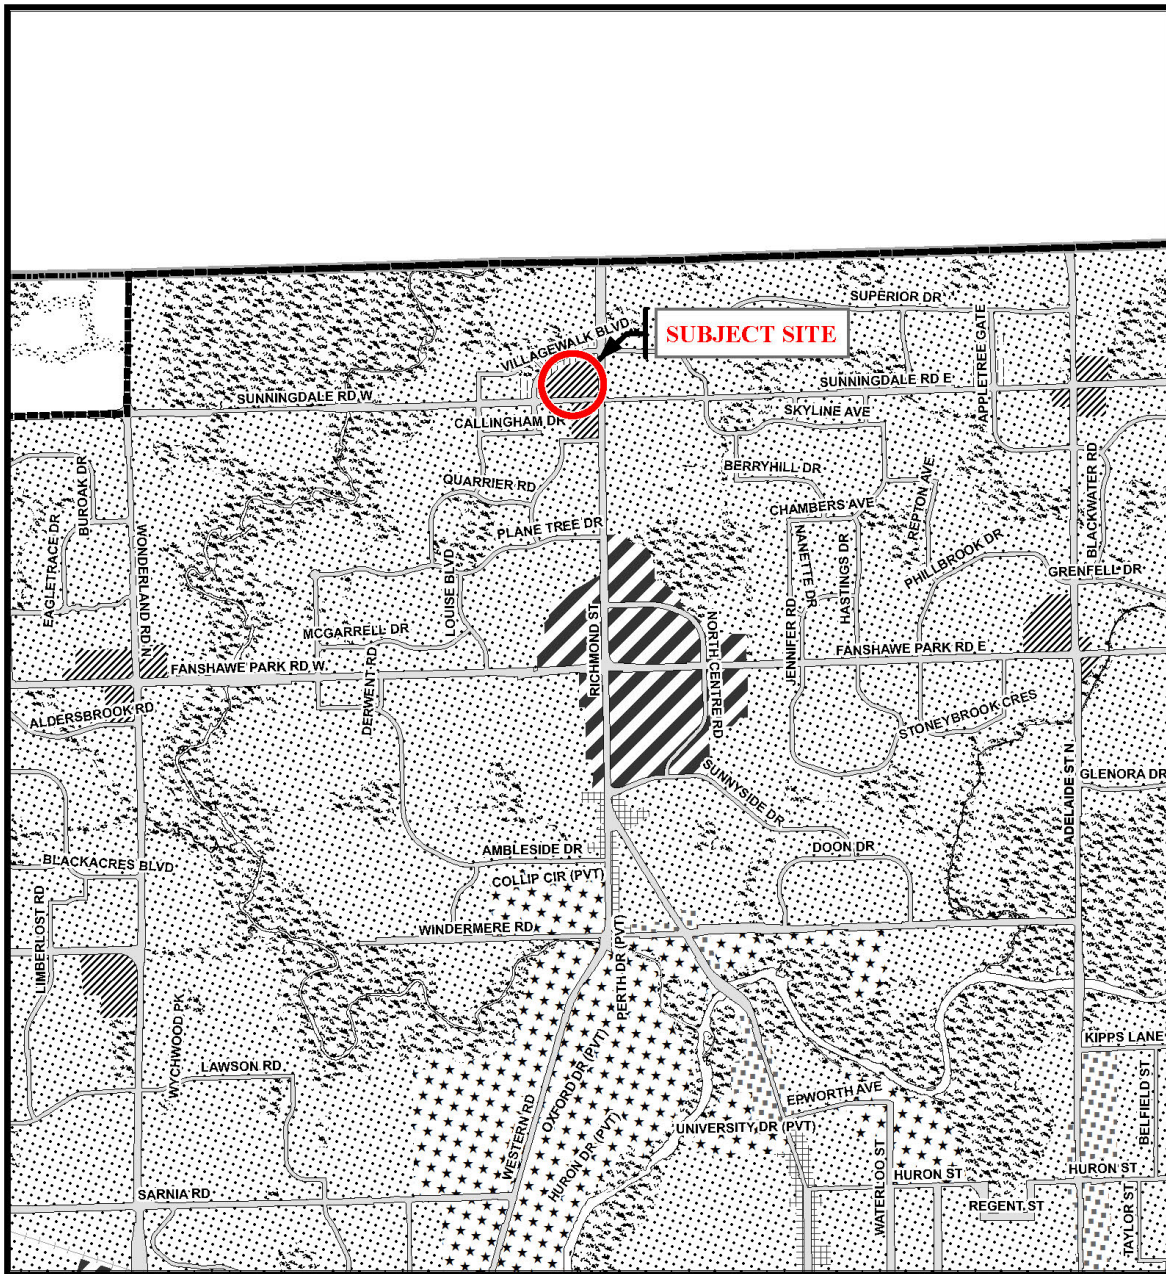 SUPERIOR DR
VILLAGEWALK BLVD
SUBJECT SITE
APPLETREE GATE
SUNNINGDALE RD E
SUNNINGDALE RD W
SKYLINE AVE
CALLINGHAM DR
BERRYHILL DR
QUARRIER RD
BUROAK DR
CHAMBERS AVE
REPTON AVE
BLACKWATER RD
PLANE TREE DR
WONDERLAND RD N
EAGLETRACE DR
NANETTE DR
HASTINGS DR
PHILLBROOK DR
GRENFELL DR
LOUISE BLVD
MCGARRELL DR
RICHMOND ST
JENNIFER RD
NORTH CENTRE RD
FANSHAWE PARK RD E
FANSHAWE PARK RD W
DERWENT RD
ALDERSBROOK RD
STONEYBROOK CRES
SUNNYSIDE DR
GLENORA DR
ADELAIDE ST N
AMBLESIDE DR
DOON DR
BLACKACRES BLVD
COLLIP CIR (PVT)
LIMBERLOST RD
WINDERMERE RD
PERTH DR (PVT)
WYCHWOOD PK
KIPPS LANE
LAWSON RD
OXFORD DR (PVT)
EPWORTH AVE
BELFIELD ST
WESTERN RD
HURON DR (PVT)
UNIVERSITY DR (PVT)
WATERLOO ST
HURON ST
HURON ST
SARNIA RD
REGENT ST
TAYLOR ST